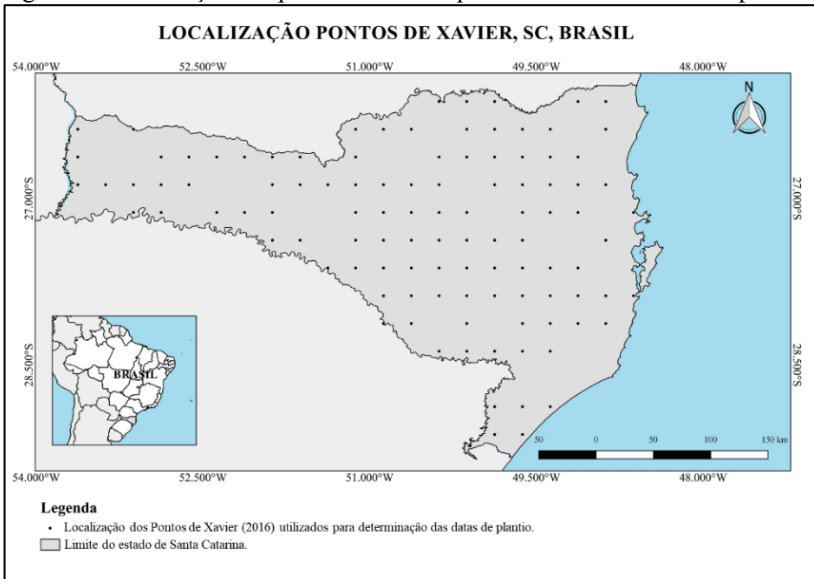 LOCALIZAÇÃO PONTOS DE XAVIER, SC, BRASIL
54.000°W 52.500°W 51.000°W 49.500°W 48.000°W
N
27.000°S 27.000°S
28.500°S 28.500°S
BRASIL
50 0 50 100 150 km
54.000°W 52.500°W 51.000°W 49.500°W 48.000°W
Legenda
Localização dos Pontos de Xavier (2016) utilizados para determinação das datas de plantio.
Limite do estado de Santa Catarina.